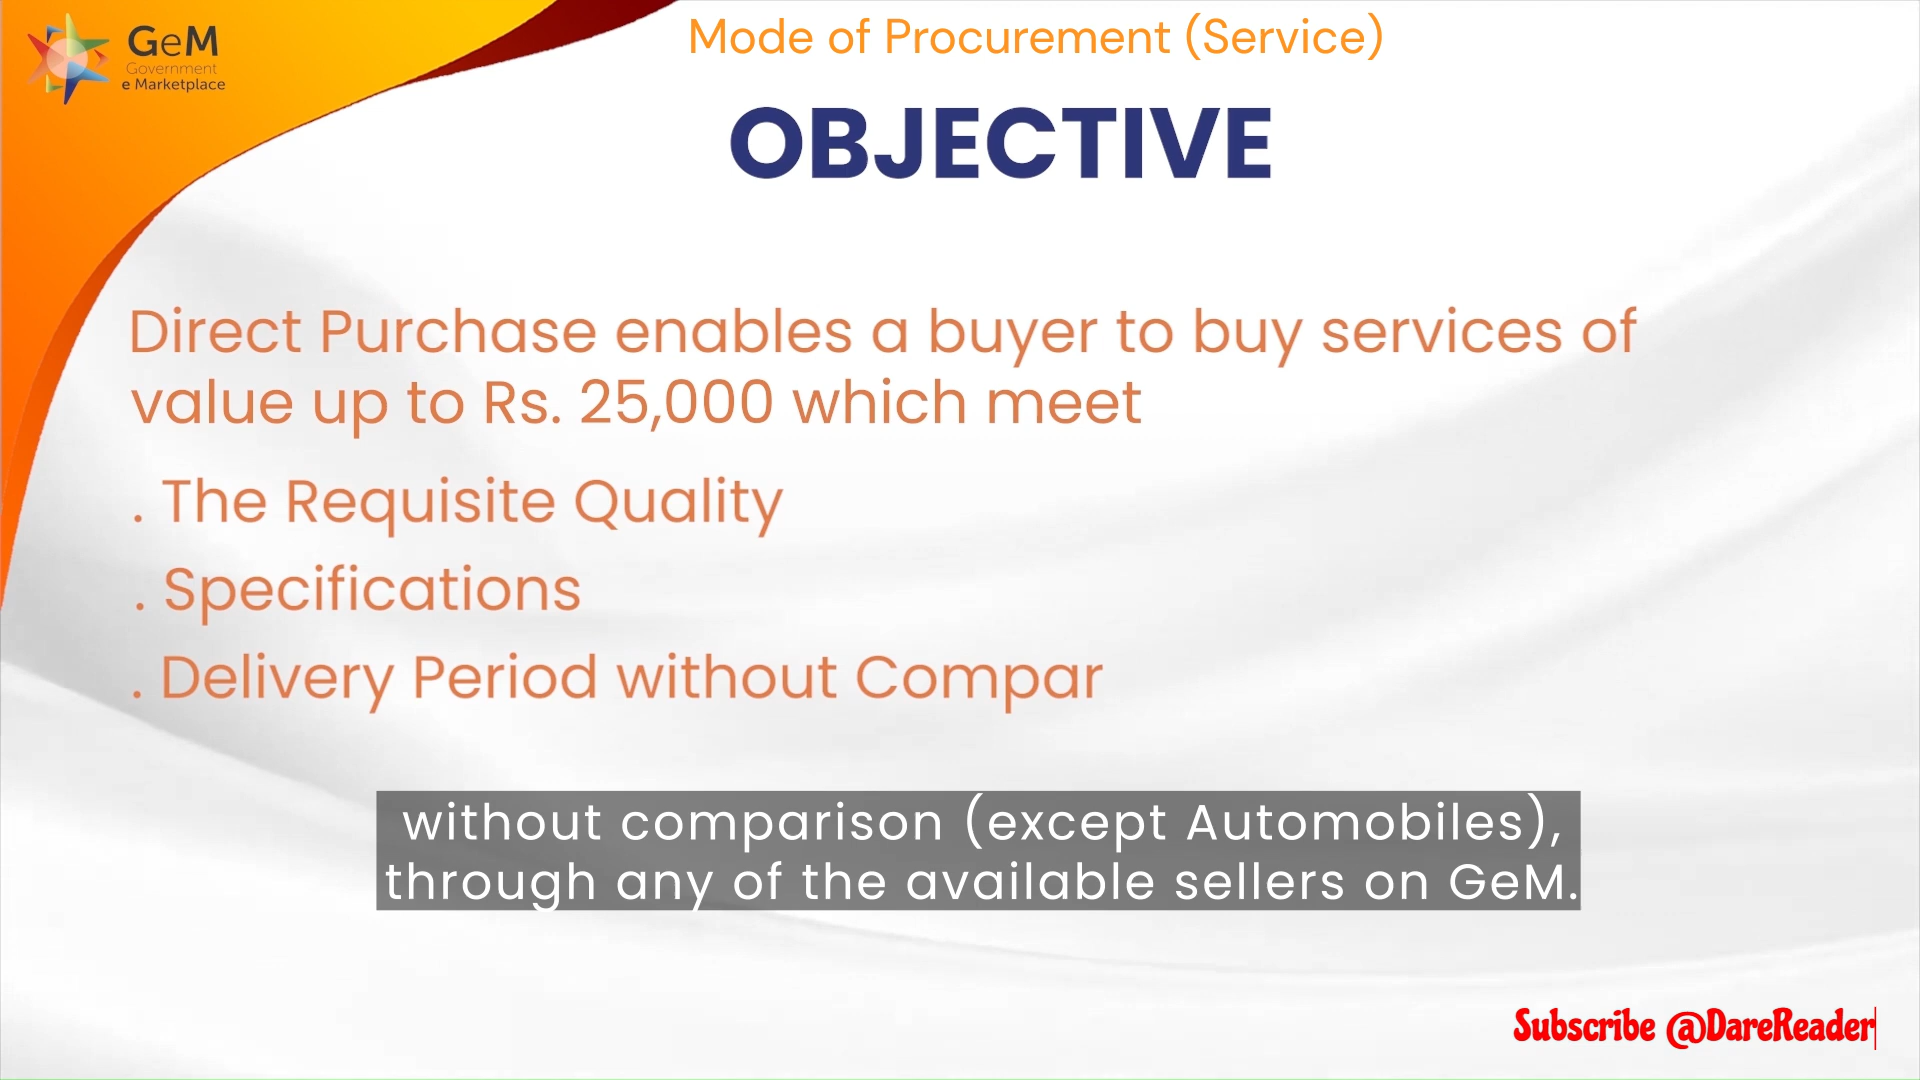 GeM
Government
e Marketplace
Mode of Procurement (Service)
OBJECTIVE
Direct Purchase enables a buyer to buy services of
value up to Rs. 25,000 which meet
. The Requisite Quality
. Specifications
. Delivery Period without Compar
without comparison (except Automobiles),
through any of the available sellers on GeM.
Subscribe @DareReader